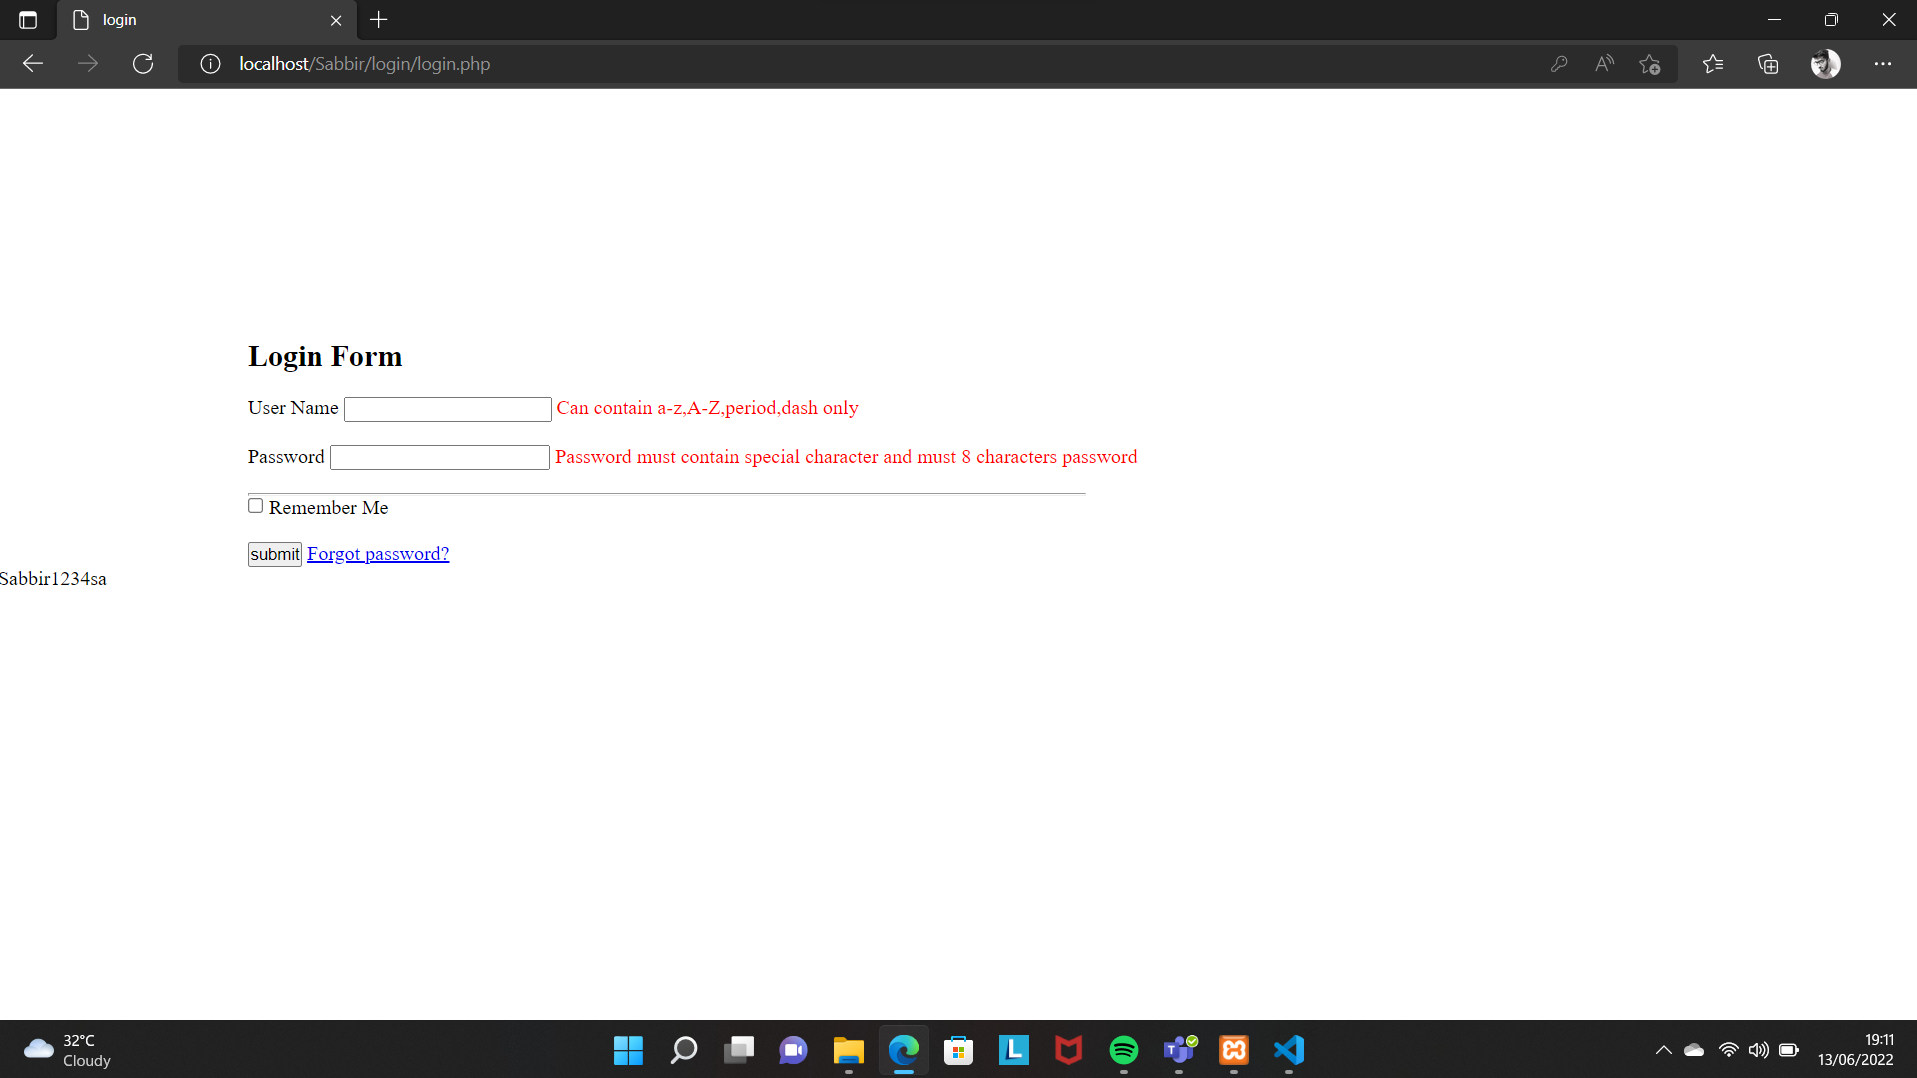 login
localhost/Sabbir/login/login.php
Login Form
User Name Can contain a-z,A-Z,period,dash only
Password Password must contain special character and must 8 characters password
Remember Me
submit Forgot password?
Sabbir1234sa
32°C
Cloudy
19:11
13/06/2022